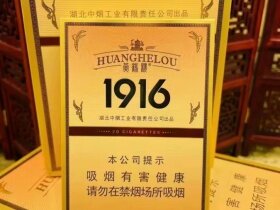 湖北中烟工业有限责任公司出品
HUANGHELOU
黄鹤楼
1916
湖北中烟工业有限责任公司出品
20 CIGARETTES
本公司提示
吸烟有害健康
请勿在禁烟场所吸烟